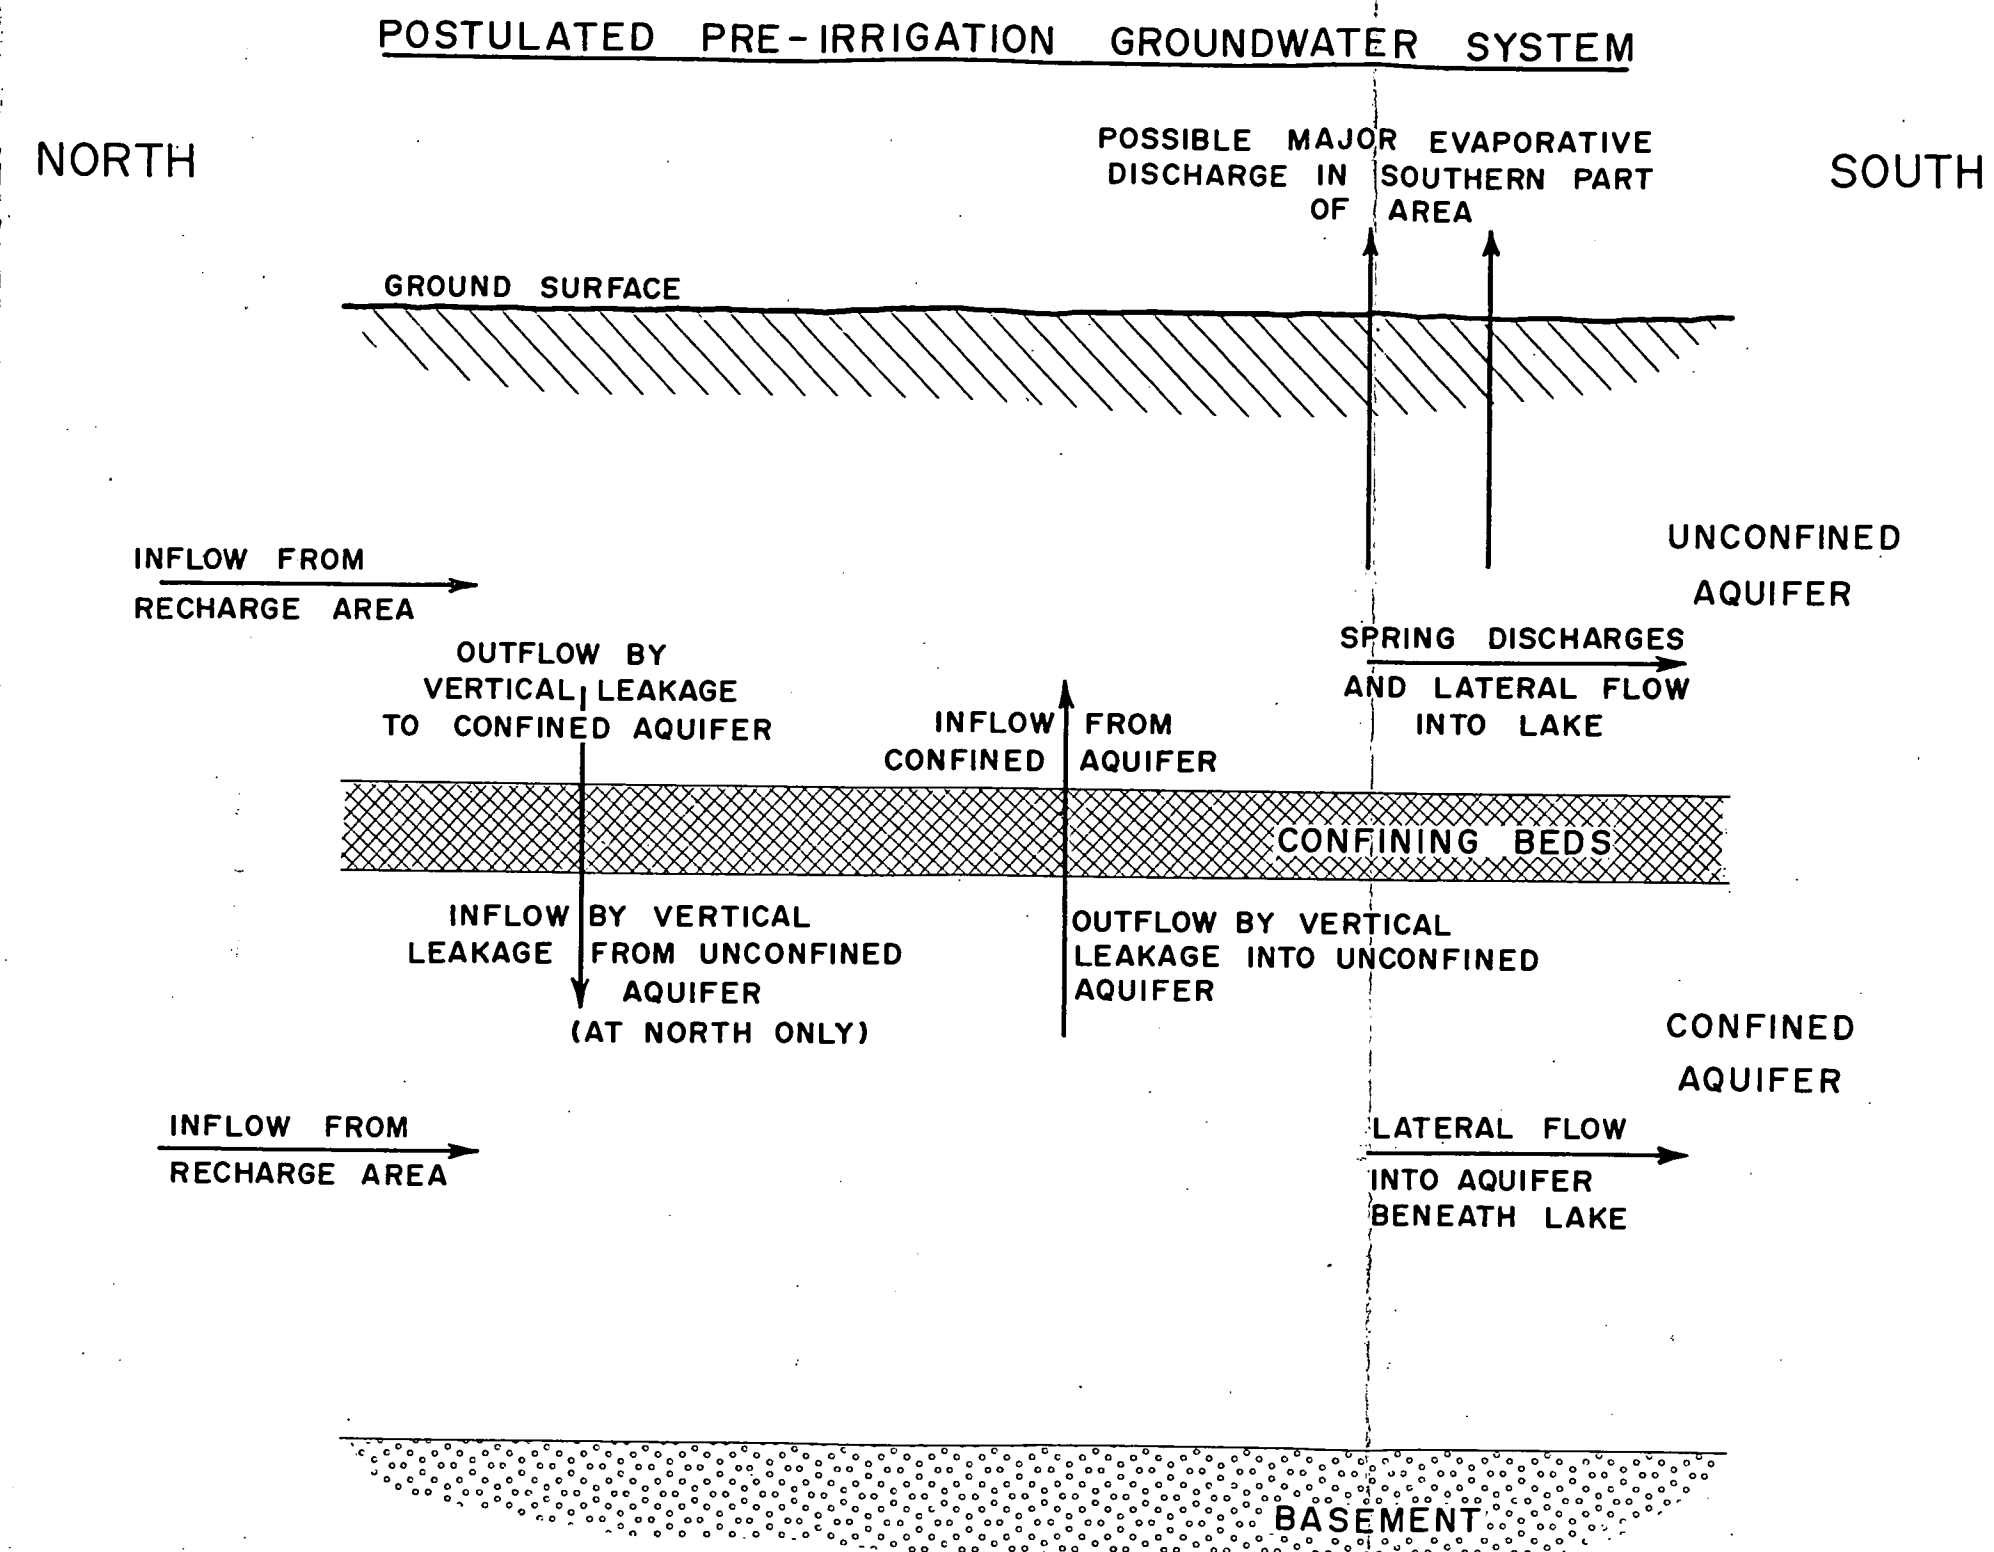 POSTULATED PRE-IRRIGATION GROUNDWATER SYSTEM
NORTH
POSSIBLE MAJOR EVAPORATIVE
DISCHARGE IN SOUTHERN PART
OF AREA
SOUTH
GROUND SURFACE
UNCONFINED
AQUIFER
INFLOW FROM
RECHARGE AREA
OUTFLOW BY
VERTICAL LEAKAGE
TO CONFINED AQUIFER
INFLOW FROM
CONFINED AQUIFER
SPRING DISCHARGES
AND LATERAL FLOW
INTO LAKE
CONFINING BEDS
INFLOW BY VERTICAL
LEAKAGE FROM UNCONFINED
AQUIFER
(AT NORTH ONLY)
OUTFLOW BY VERTICAL
LEAKAGE INTO UNCONFINED
AQUIFER
CONFINED
AQUIFER
INFLOW FROM
RECHARGE AREA
LATERAL FLOW
INTO AQUIFER
BENEATH LAKE
BASEMENT